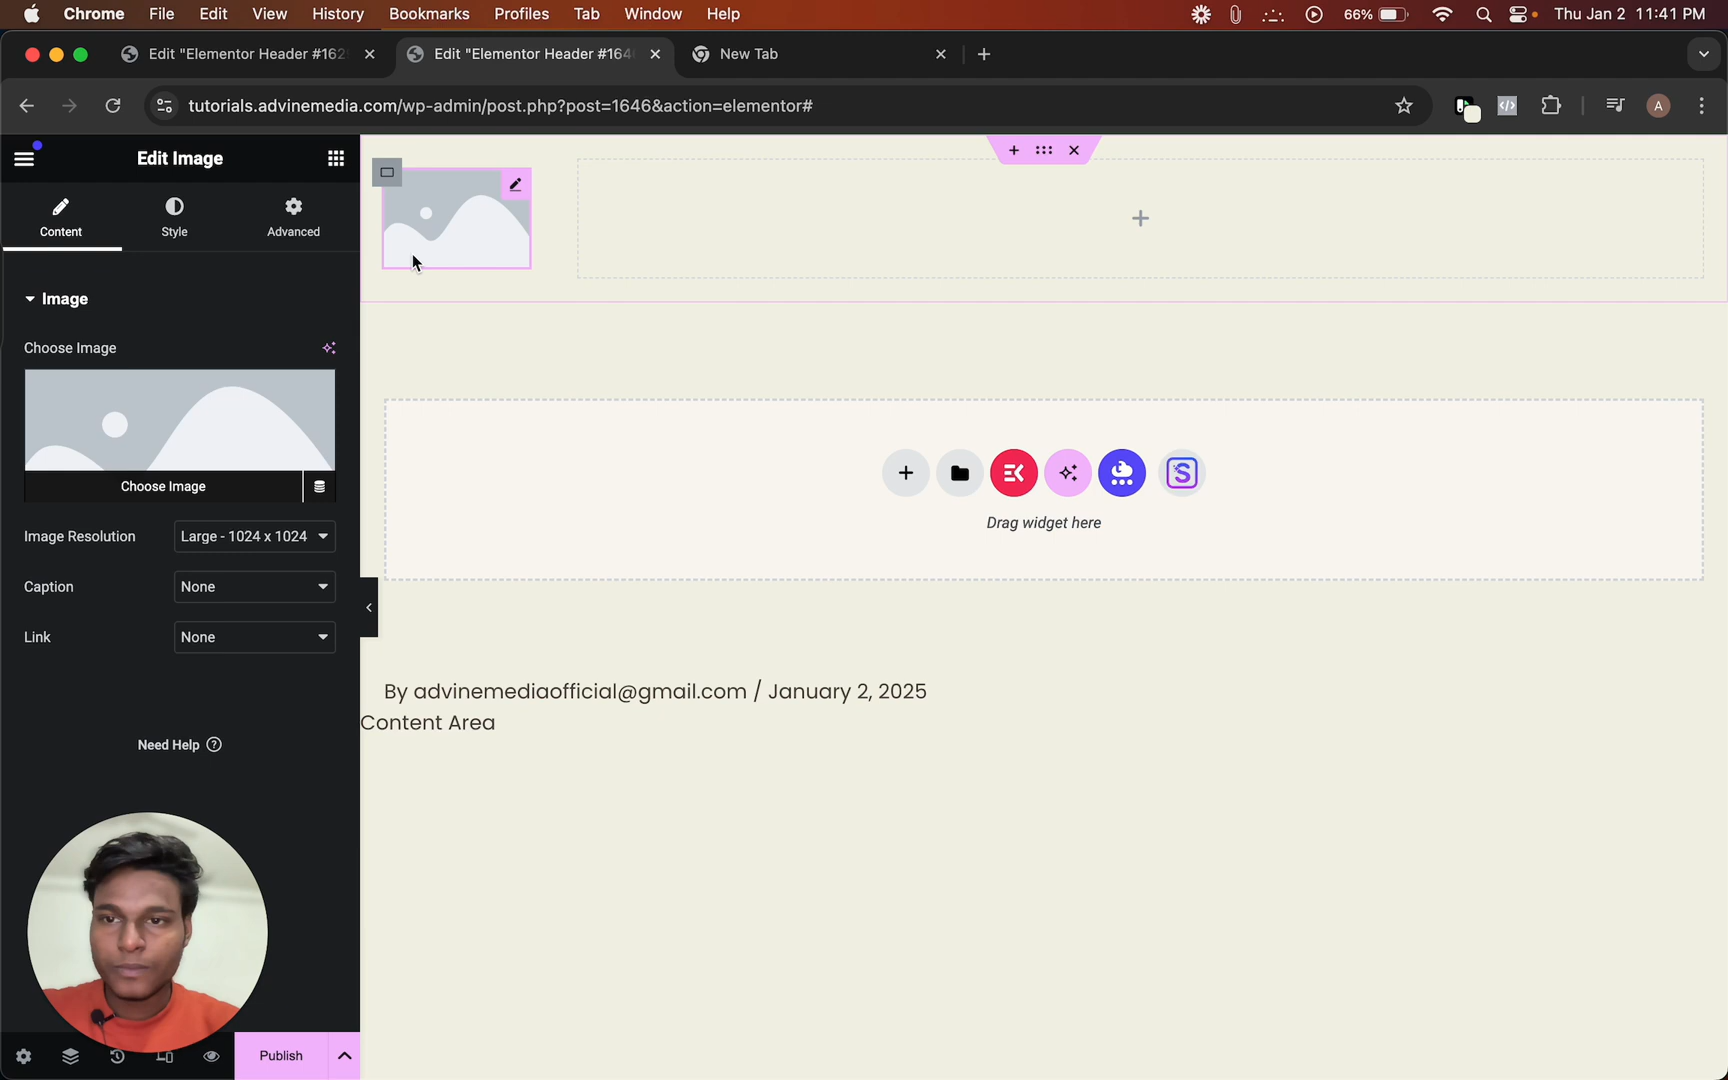 Chrome File Edit View History Bookmarks Profiles Tab Window Help 66% Thu Jan 2 11:41 PM
Edit "Elementor Header #162 Edit "Elementor Header #164 New Tab
tutorials.advinemedia.com/wp-admin/post.php?post=1646&action=elementor# A
Edit Image
Content Style Advanced
Image
Choose Image
Choose Image
Image Resolution Large - 1024 x 1024
Caption None
Link None
Need Help ?
Publish
S
Drag widget here
By advinemediaofficial@gmail.com / January 2, 2025
Content Area